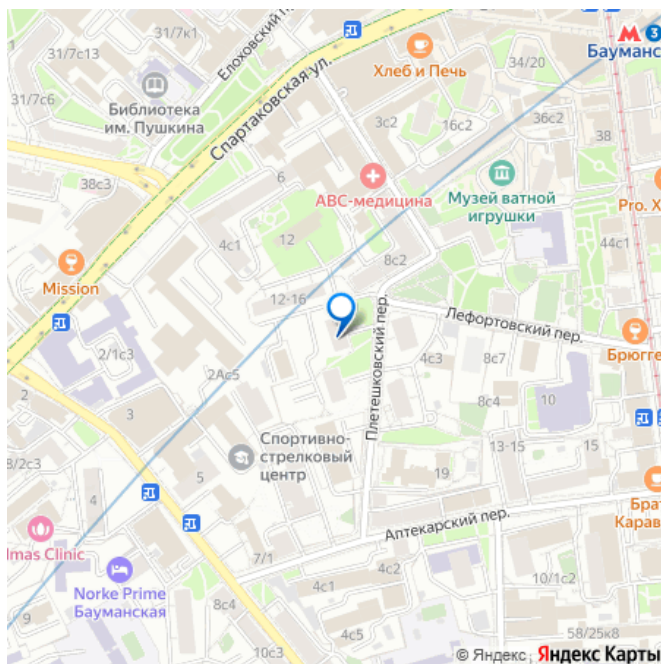 31/7к1
31/7с13
Елоховский пер.
3
Бауманс
Хлеб и Печь
34/20
31/7с6
Библиотека
им. Пушкина
Спартаковская ул.
3с2
16с2
36с2
38
38с3
6
АВС-медицина
Музей ватной
игрушки
Pro. Х
4с1
12
8с2
44с1
Mission
12-16
Лефортовский пер.
Плетешковский пер.
Брюгге
2/1с3
4с3
8с7
2Ас5
2
3
8с4
10
8/2с3
Спортивно-
стрелковый
центр
13-15
15
5
19
4
Брат
Карав
Аптекарский пер.
lmas Clinic
7/1
Norke Prime
Бауманская
4с1
4с2
10/1с2
9
8с4
4с5
58/25к8
10с3
© Яндекс
Яндекс Карты